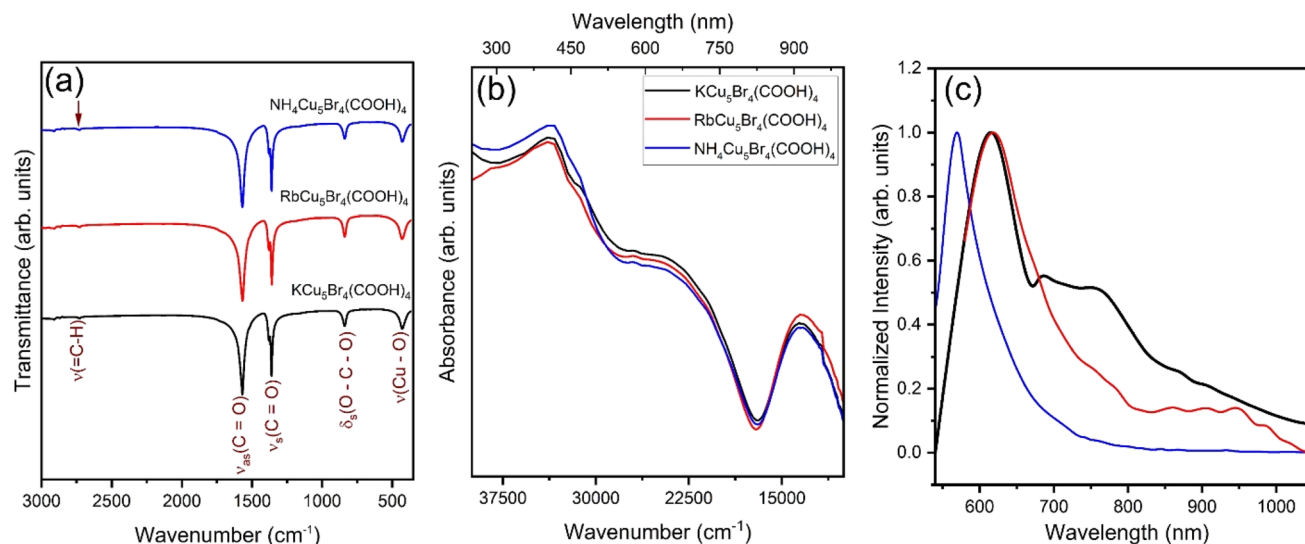 (a)
NH₄Cu₅Br₄(COOH)₄
RbCu₅Br₄(COOH)₄
KCu₅Br₄(COOH)₄
ν(=C-H)
νas(C = O)
νs(C = O)
δs(O - C - O)
ν(Cu - O)
Transmittance (arb. units)
3000 2500 2000 1500 1000 500
Wavenumber (cm⁻¹)
Wavelength (nm)
300 450 600 750 900
(b)
KCu₅Br₄(COOH)₄
RbCu₅Br₄(COOH)₄
NH₄Cu₅Br₄(COOH)₄
Absorbance (arb. units)
37500 30000 22500 15000
Wavenumber (cm⁻¹)
(c)
Normalized Intensity (arb. units)
1.2
1.0
0.8
0.6
0.4
0.2
0.0
600 700 800 900 1000
Wavelength (nm)